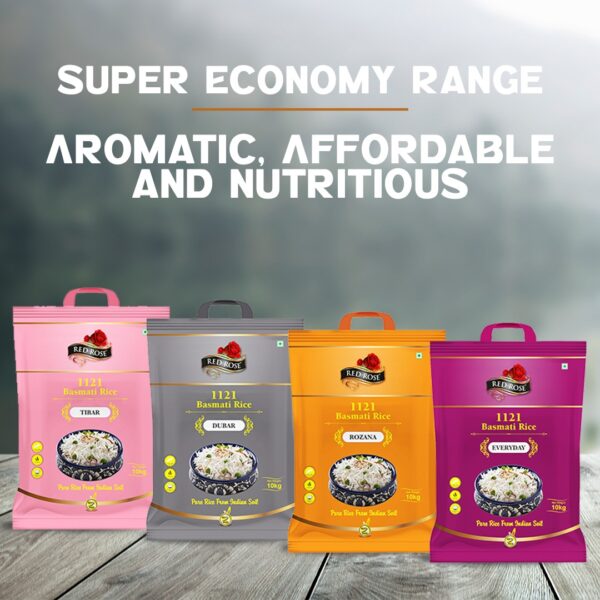 SUPER ECONOMY RANGE
AROMATIC, AFFORDABLE
AND NUTRITIOUS
RED ROSE
1121
Basmati Rice
TIBAR
10kg
Pure Rice From Indian Soil
RED ROSE
1121
Basmati Rice
DUBAR
10kg
Pure Rice From Indian Soil
RED ROSE
1121
Basmati Rice
ROZANA
10kg
Pure Rice From Indian Soil
RED ROSE
1121
Basmati Rice
EVERYDAY
10kg
Pure Rice From Indian Soil